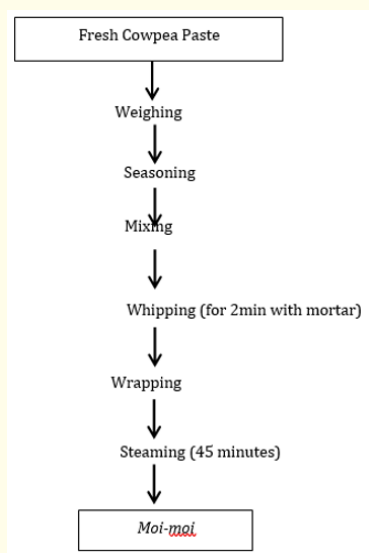 Fresh Cowpea Paste
Weighing
Seasoning
Mixing
Whipping (for 2min with mortar)
Wrapping
Steaming (45 minutes)
Moi-moi